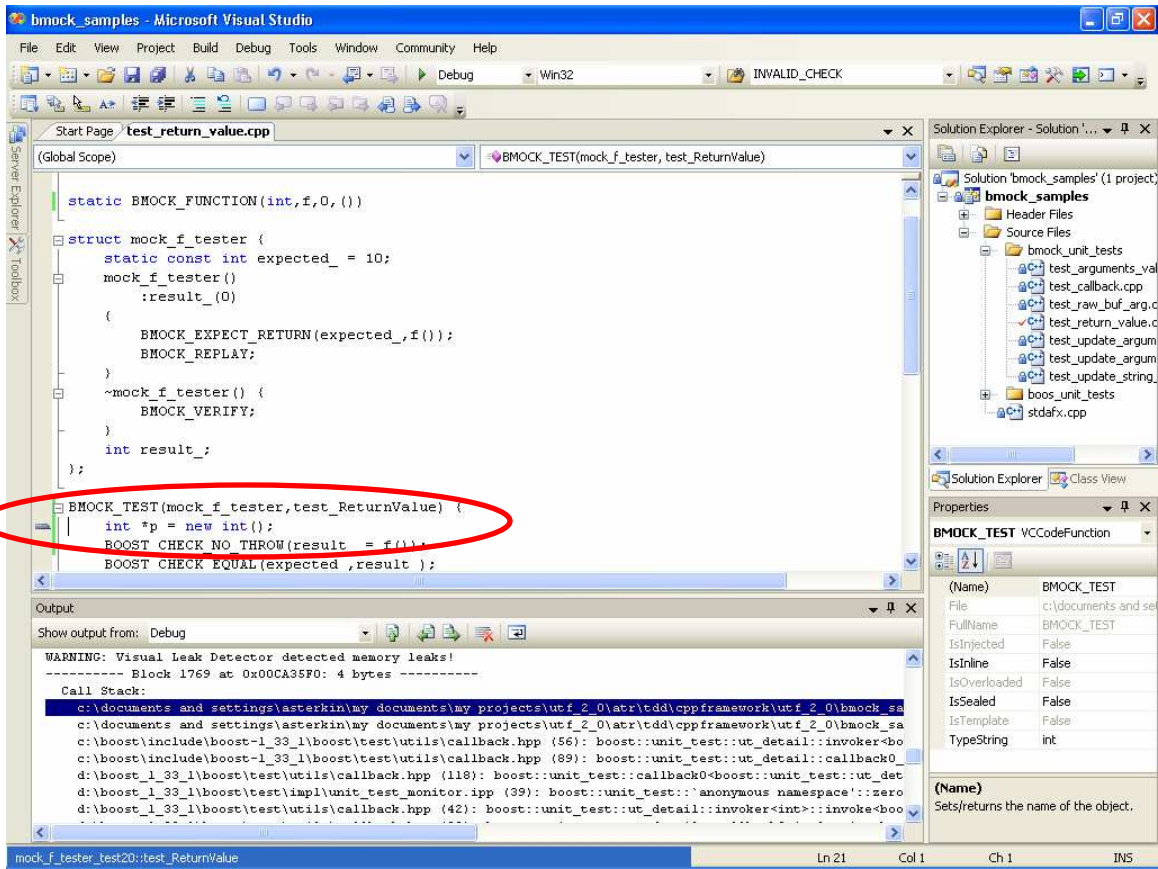 bmock_samples - Microsoft Visual Studio
File Edit View Project Build Debug Tools Window Community Help
Debug Win32 INVALID_CHECK
Start Page test_return_value.cpp
(Global Scope) BMOCK_TEST(mock_f_tester, test_ReturnValue)
Server Explorer
Toolbox
static BMOCK_FUNCTION(int,f,0,())
struct mock_f_tester {
static const int expected_ = 10;
mock_f_tester()
:result_(0)
{
BMOCK_EXPECT_RETURN(expected_,f());
BMOCK_REPLAY;
}
~mock_f_tester() {
BMOCK_VERIFY;
}
int result_;
};
BMOCK_TEST(mock_f_tester,test_ReturnValue) {
int *p = new int();
BOOST_CHECK_NO_THROW(result_ = f());
BOOST_CHECK_EQUAL(expected_,result_);
Output
Show output from: Debug
WARNING: Visual Leak Detector detected memory leaks!
---------- Block 1769 at 0x00CA35F0: 4 bytes ----------
Call Stack:
c:\documents and settings\asterkin\my documents\my projects\utf_2_0\atr\tdd\cppframework\utf_2_0\bmock_sa
c:\documents and settings\asterkin\my documents\my projects\utf_2_0\atr\tdd\cppframework\utf_2_0\bmock_sa
c:\boost\include\boost-1_33_1\boost\test\utils\callback.hpp (56): boost::unit_test::ut_detail::invoker<bo
c:\boost\include\boost-1_33_1\boost\test\utils\callback.hpp (89): boost::unit_test::ut_detail::callback0_
d:\boost_1_33_1\boost\test\utils\callback.hpp (118): boost::unit_test::callback0<boost::unit_test::ut_det
d:\boost_1_33_1\boost\test\impl\unit_test_monitor.ipp (39): boost::unit_test::`anonymous namespace'::zero
d:\boost_1_33_1\boost\test\utils\callback.hpp (42): boost::unit_test::ut_detail::invoker<int>::invoke<boo
Solution Explorer - Solution '...
Solution 'bmock_samples' (1 project)
bmock_samples
Header Files
Source Files
bmock_unit_tests
test_arguments_val
test_callback.cpp
test_raw_buf_arg.c
test_return_value.c
test_update_argum
test_update_argum
test_update_string_
boos_unit_tests
stdafx.cpp
Solution Explorer Class View
Properties
BMOCK_TEST VCCodeFunction
(Name) BMOCK_TEST
File c:\documents and set
FullName BMOCK_TEST
IsInjected False
IsInline False
IsOverloaded False
IsSealed False
IsTemplate False
TypeString int
(Name)
Sets/returns the name of the object.
mock_f_tester_test20::test_ReturnValue Ln 21 Col 1 Ch 1 INS